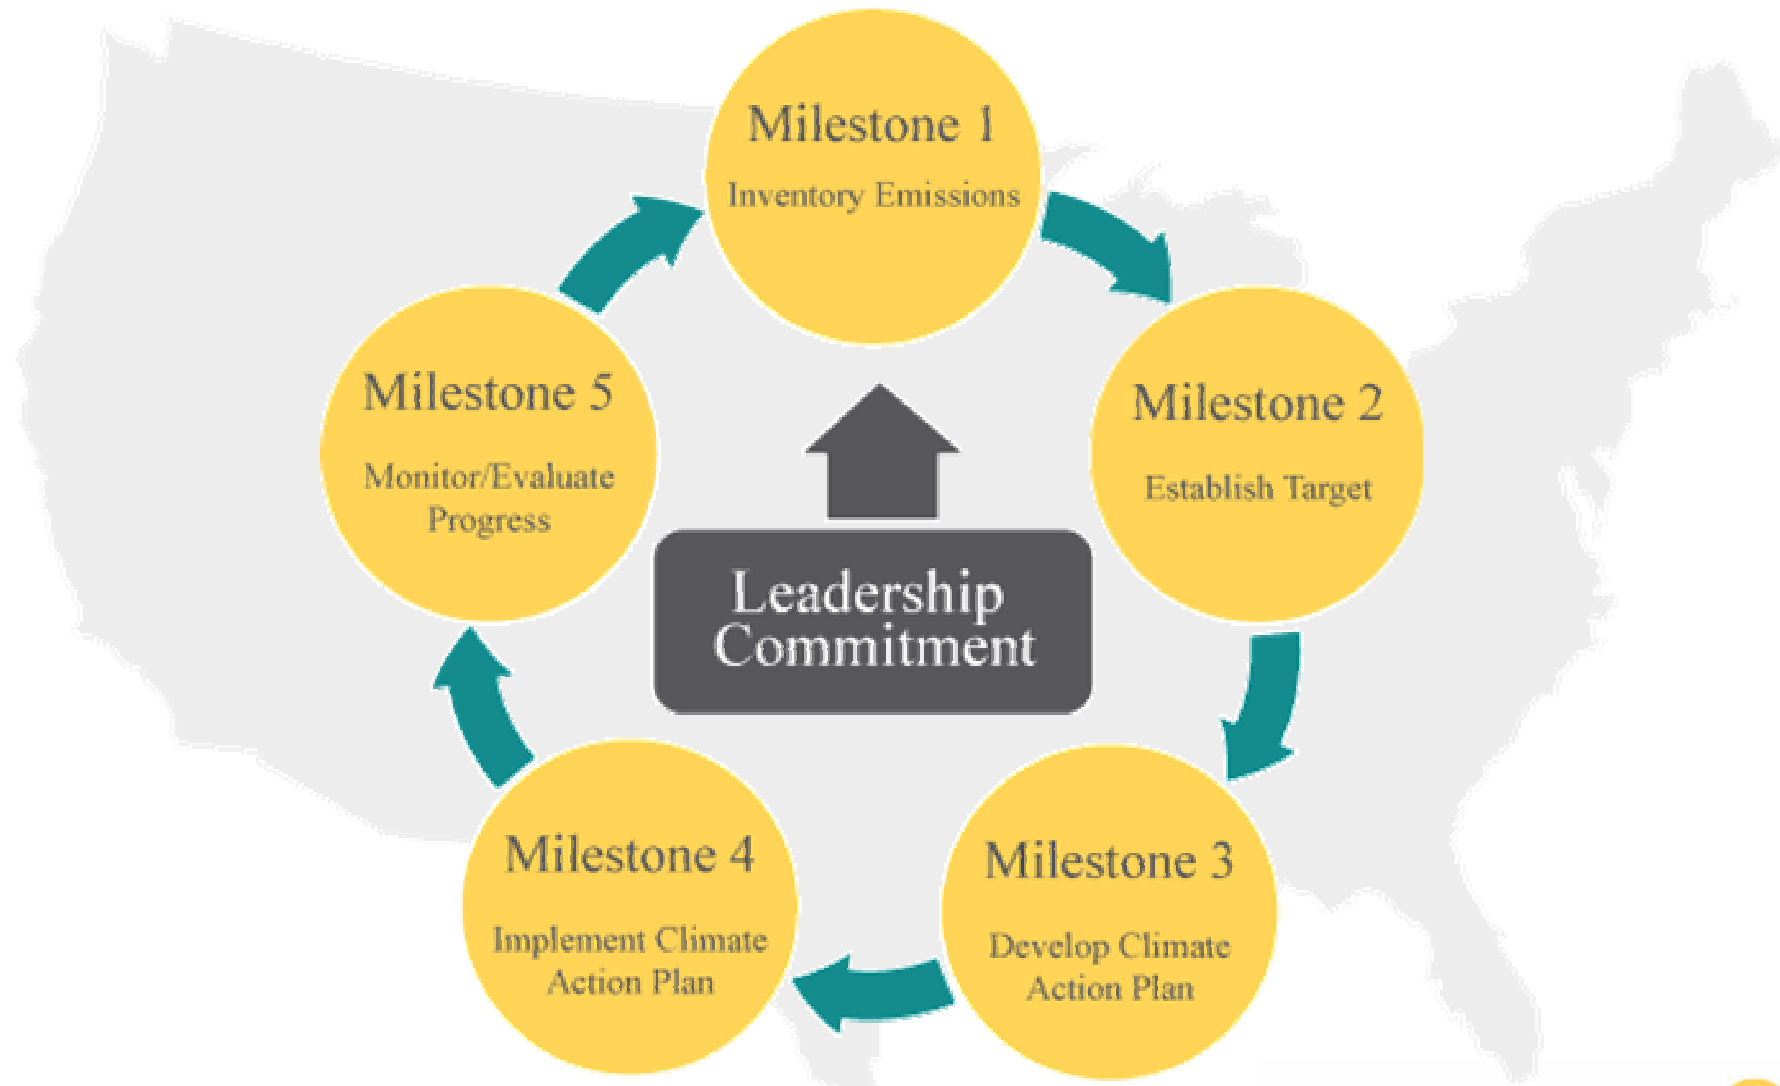 Milestone 1
Inventory Emissions
Milestone 2
Establish Target
Milestone 3
Develop Climate
Action Plan
Milestone 4
Implement Climate
Action Plan
Milestone 5
Monitor/Evaluate
Progress
Leadership
Commitment